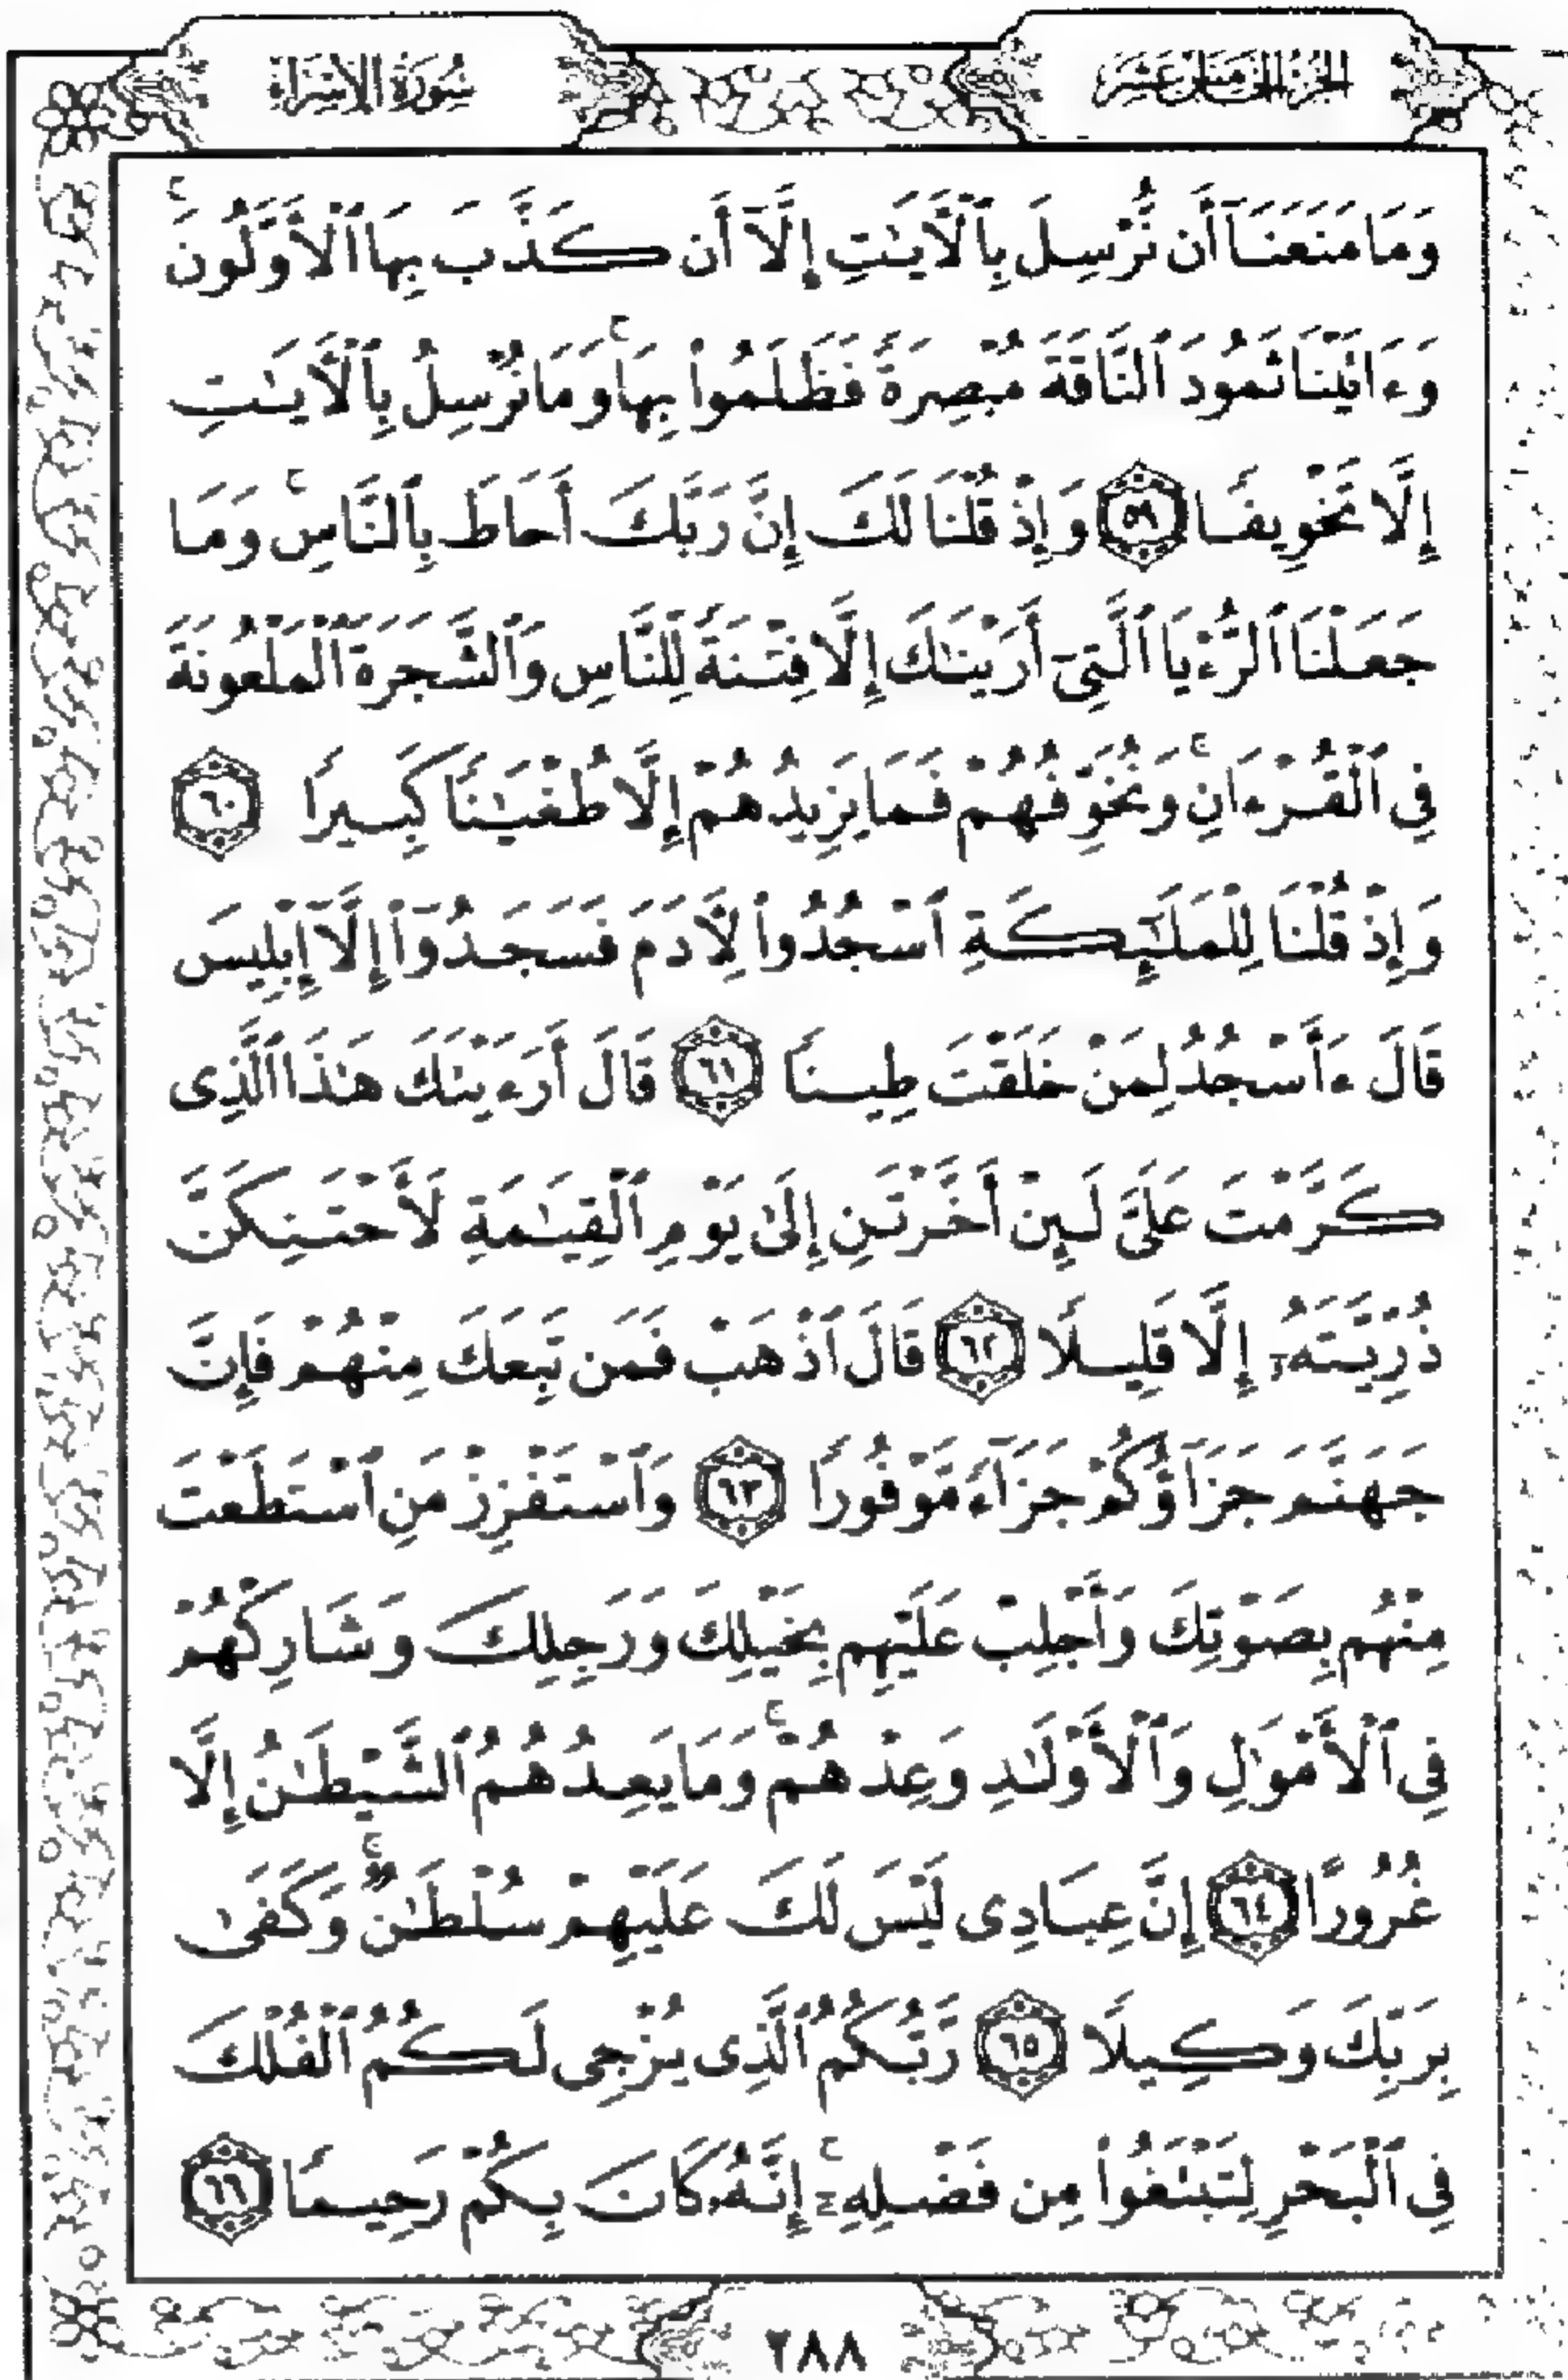 الجزء الخامس عشر
سورة الإسراء
وَمَا مَنَعَنَآ أَن نُّرْسِلَ بِٱلْأَيَٰتِ إِلَّآ أَن كَذَّبَ بِهَا ٱلْأَوَّلُونَ ۚ
وَءَاتَيْنَا ثَمُودَ ٱلنَّاقَةَ مُبْصِرَةً فَظَلَمُوا۟ بِهَا ۚ وَمَا نُرْسِلُ بِٱلْأَيَٰتِ
إِلَّا تَخْوِيفًا ٥٩ وَإِذْ قُلْنَا لَكَ إِنَّ رَبَّكَ أَحَاطَ بِٱلنَّاسِ ۚ وَمَا
جَعَلْنَا ٱلرُّءْيَا ٱلَّتِىٓ أَرَيْنَٰكَ إِلَّا فِتْنَةً لِّلنَّاسِ وَٱلشَّجَرَةَ ٱلْمَلْعُونَةَ
فِى ٱلْقُرْءَانِ ۚ وَنُخَوِّفُهُمْ فَمَا يَزِيدُهُمْ إِلَّا طُغْيَٰنًا كَبِيرًا ٦٠
وَإِذْ قُلْنَا لِلْمَلَٰٓئِكَةِ ٱسْجُدُوا۟ لِأَدَمَ فَسَجَدُوٓا۟ إِلَّآ إِبْلِيسَ
قَالَ ءَأَسْجُدُ لِمَنْ خَلَقْتَ طِينًا ٦١ قَالَ أَرَءَيْتَكَ هَٰذَا ٱلَّذِى
كَرَّمْتَ عَلَىَّ لَئِنْ أَخَّرْتَنِ إِلَىٰ يَوْمِ ٱلْقِيَٰمَةِ لَأَحْتَنِكَنَّ
ذُرِّيَّتَهُۥٓ إِلَّا قَلِيلًا ٦٢ قَالَ ٱذْهَبْ فَمَن تَبِعَكَ مِنْهُمْ فَإِنَّ
جَهَنَّمَ جَزَآؤُكُمْ جَزَآءً مَّوْفُورًا ٦٣ وَٱسْتَفْزِزْ مَنِ ٱسْتَطَعْتَ
مِنْهُم بِصَوْتِكَ وَأَجْلِبْ عَلَيْهِم بِخَيْلِكَ وَرَجِلِكَ وَشَارِكْهُمْ
فِى ٱلْأَمْوَٰلِ وَٱلْأَوْلَٰدِ وَعِدْهُمْ ۚ وَمَا يَعِدُهُمُ ٱلشَّيْطَٰنُ إِلَّا
غُرُورًا ٦٤ إِنَّ عِبَادِى لَيْسَ لَكَ عَلَيْهِمْ سُلْطَٰنٌ ۚ وَكَفَىٰ
بِرَبِّكَ وَكِيلًا ٦٥ رَّبُّكُمُ ٱلَّذِى يُزْجِى لَكُمُ ٱلْفُلْكَ
فِى ٱلْبَحْرِ لِتَبْتَغُوا۟ مِن فَضْلِهِۦٓ ۚ إِنَّهُۥ كَانَ بِكُمْ رَحِيمًا ٦٦
٢٨٨